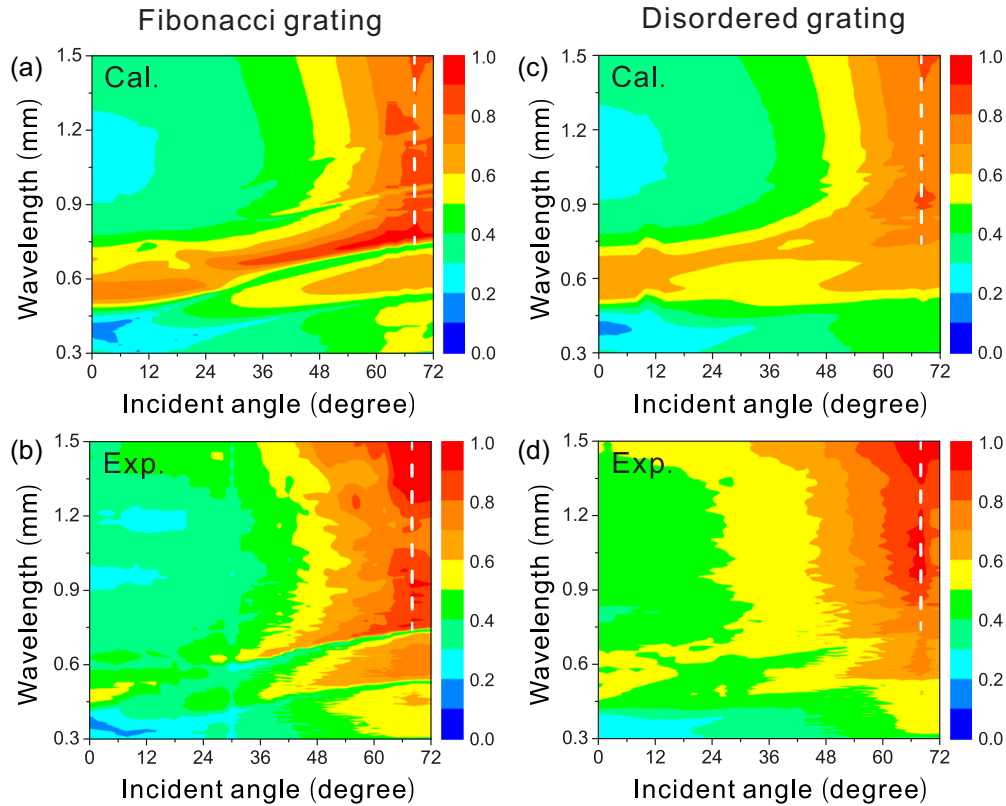 Fibonacci grating
Disordered grating
(a)
Cal.
Wavelength (mm)
1.5
1.2
0.9
0.6
0.3
0 12 24 36 48 60 72
Incident angle (degree)
1.0
0.8
0.6
0.4
0.2
0.0
(c)
Cal.
Wavelength (mm)
1.5
1.2
0.9
0.6
0.3
0 12 24 36 48 60 72
Incident angle (degree)
1.0
0.8
0.6
0.4
0.2
0.0
(b)
Exp.
Wavelength (mm)
1.5
1.2
0.9
0.6
0.3
0 12 24 36 48 60 72
Incident angle (degree)
1.0
0.8
0.6
0.4
0.2
0.0
(d)
Exp.
Wavelength (mm)
1.5
1.2
0.9
0.6
0.3
0 12 24 36 48 60 72
Incident angle (degree)
1.0
0.8
0.6
0.4
0.2
0.0